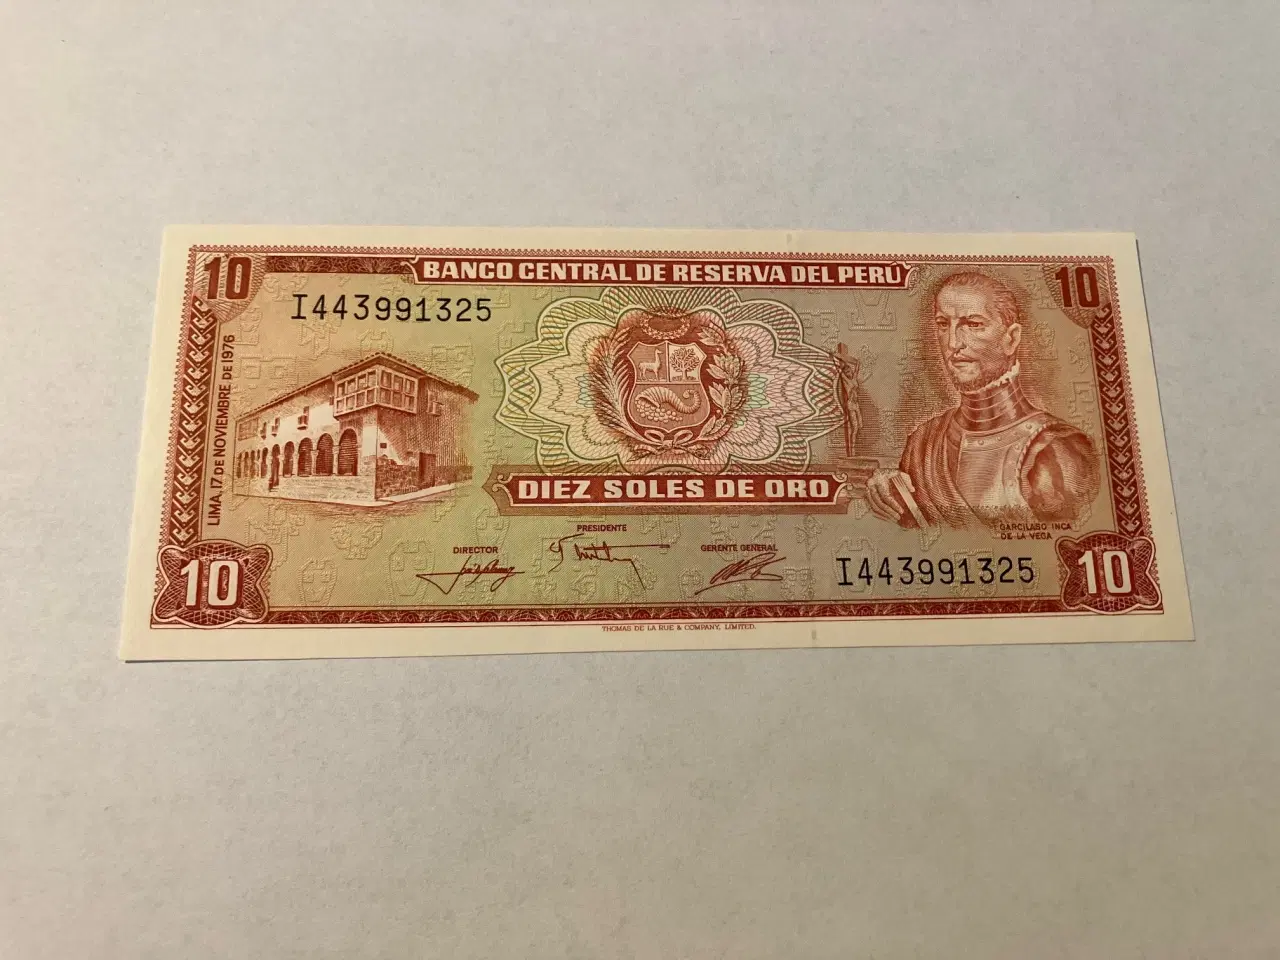 10
BANCO CENTRAL DE RESERVA DEL PERÚ
10
I443991325
LIMA, 17 DE NOVIEMBRE DE 1976
DIEZ SOLES DE ORO
GARCILASO INCA
DE LA VEGA
PRESIDENTE
DIRECTOR
GERENTE GENERAL
I443991325
10
10
THOMAS DE LA RUE & COMPANY, LIMITED.